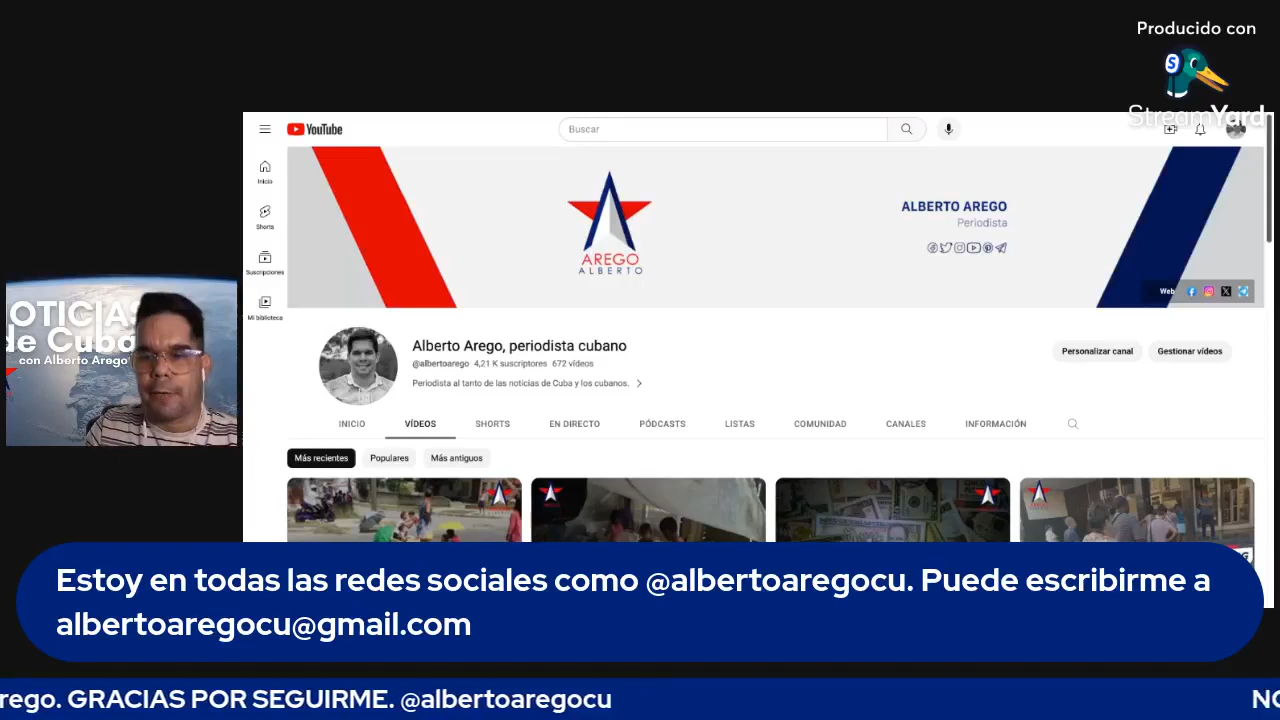 Producido con
StreamYard
YouTube
Buscar
Inicio
Shorts
Suscripciones
Mi biblioteca
AREGO
ALBERTO
ALBERTO AREGO
Periodista
Web
OTICIAS
de Cuba
con Alberto Arego
Alberto Arego, periodista cubano
@albertoarego 4,21 K suscriptores 672 vídeos
Periodista al tanto de las noticias de Cuba y los cubanos.
Personalizar canal
Gestionar vídeos
INICIO VÍDEOS SHORTS EN DIRECTO PÓDCASTS LISTAS COMUNIDAD CANALES INFORMACIÓN
Más recientes Populares Más antiguos
Estoy en todas las redes sociales como @albertoaregocu. Puede escribirme a
albertoaregocu@gmail.com
rego. GRACIAS POR SEGUIRME. @albertoaregocu
NO